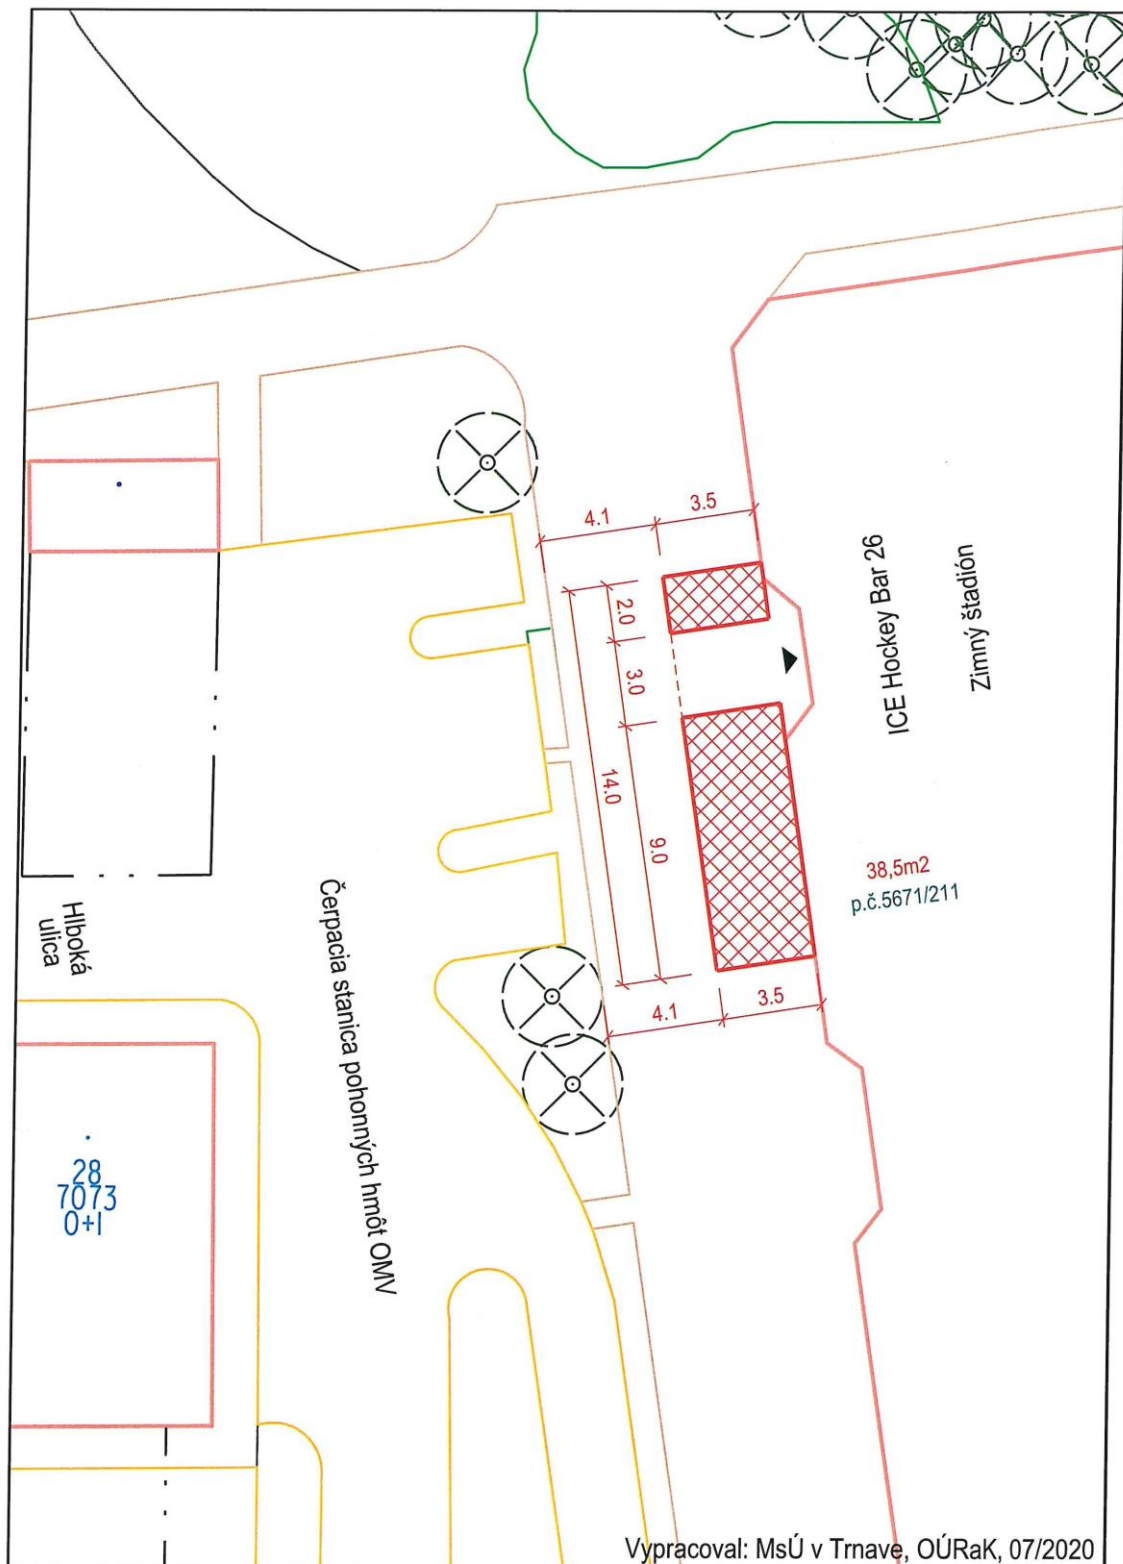 4.1
3.5
2.0
3.0
14.0
9.0
4.1
3.5
ICE Hockey Bar 26
Zimný štadión
38,5m2
p.č.5671/211
Hlboká
ulica
Čerpacia stanica pohonných hmôt OMV
28
7073
0+I
Vypracoval: MsÚ v Trnave, OÚRaK, 07/2020